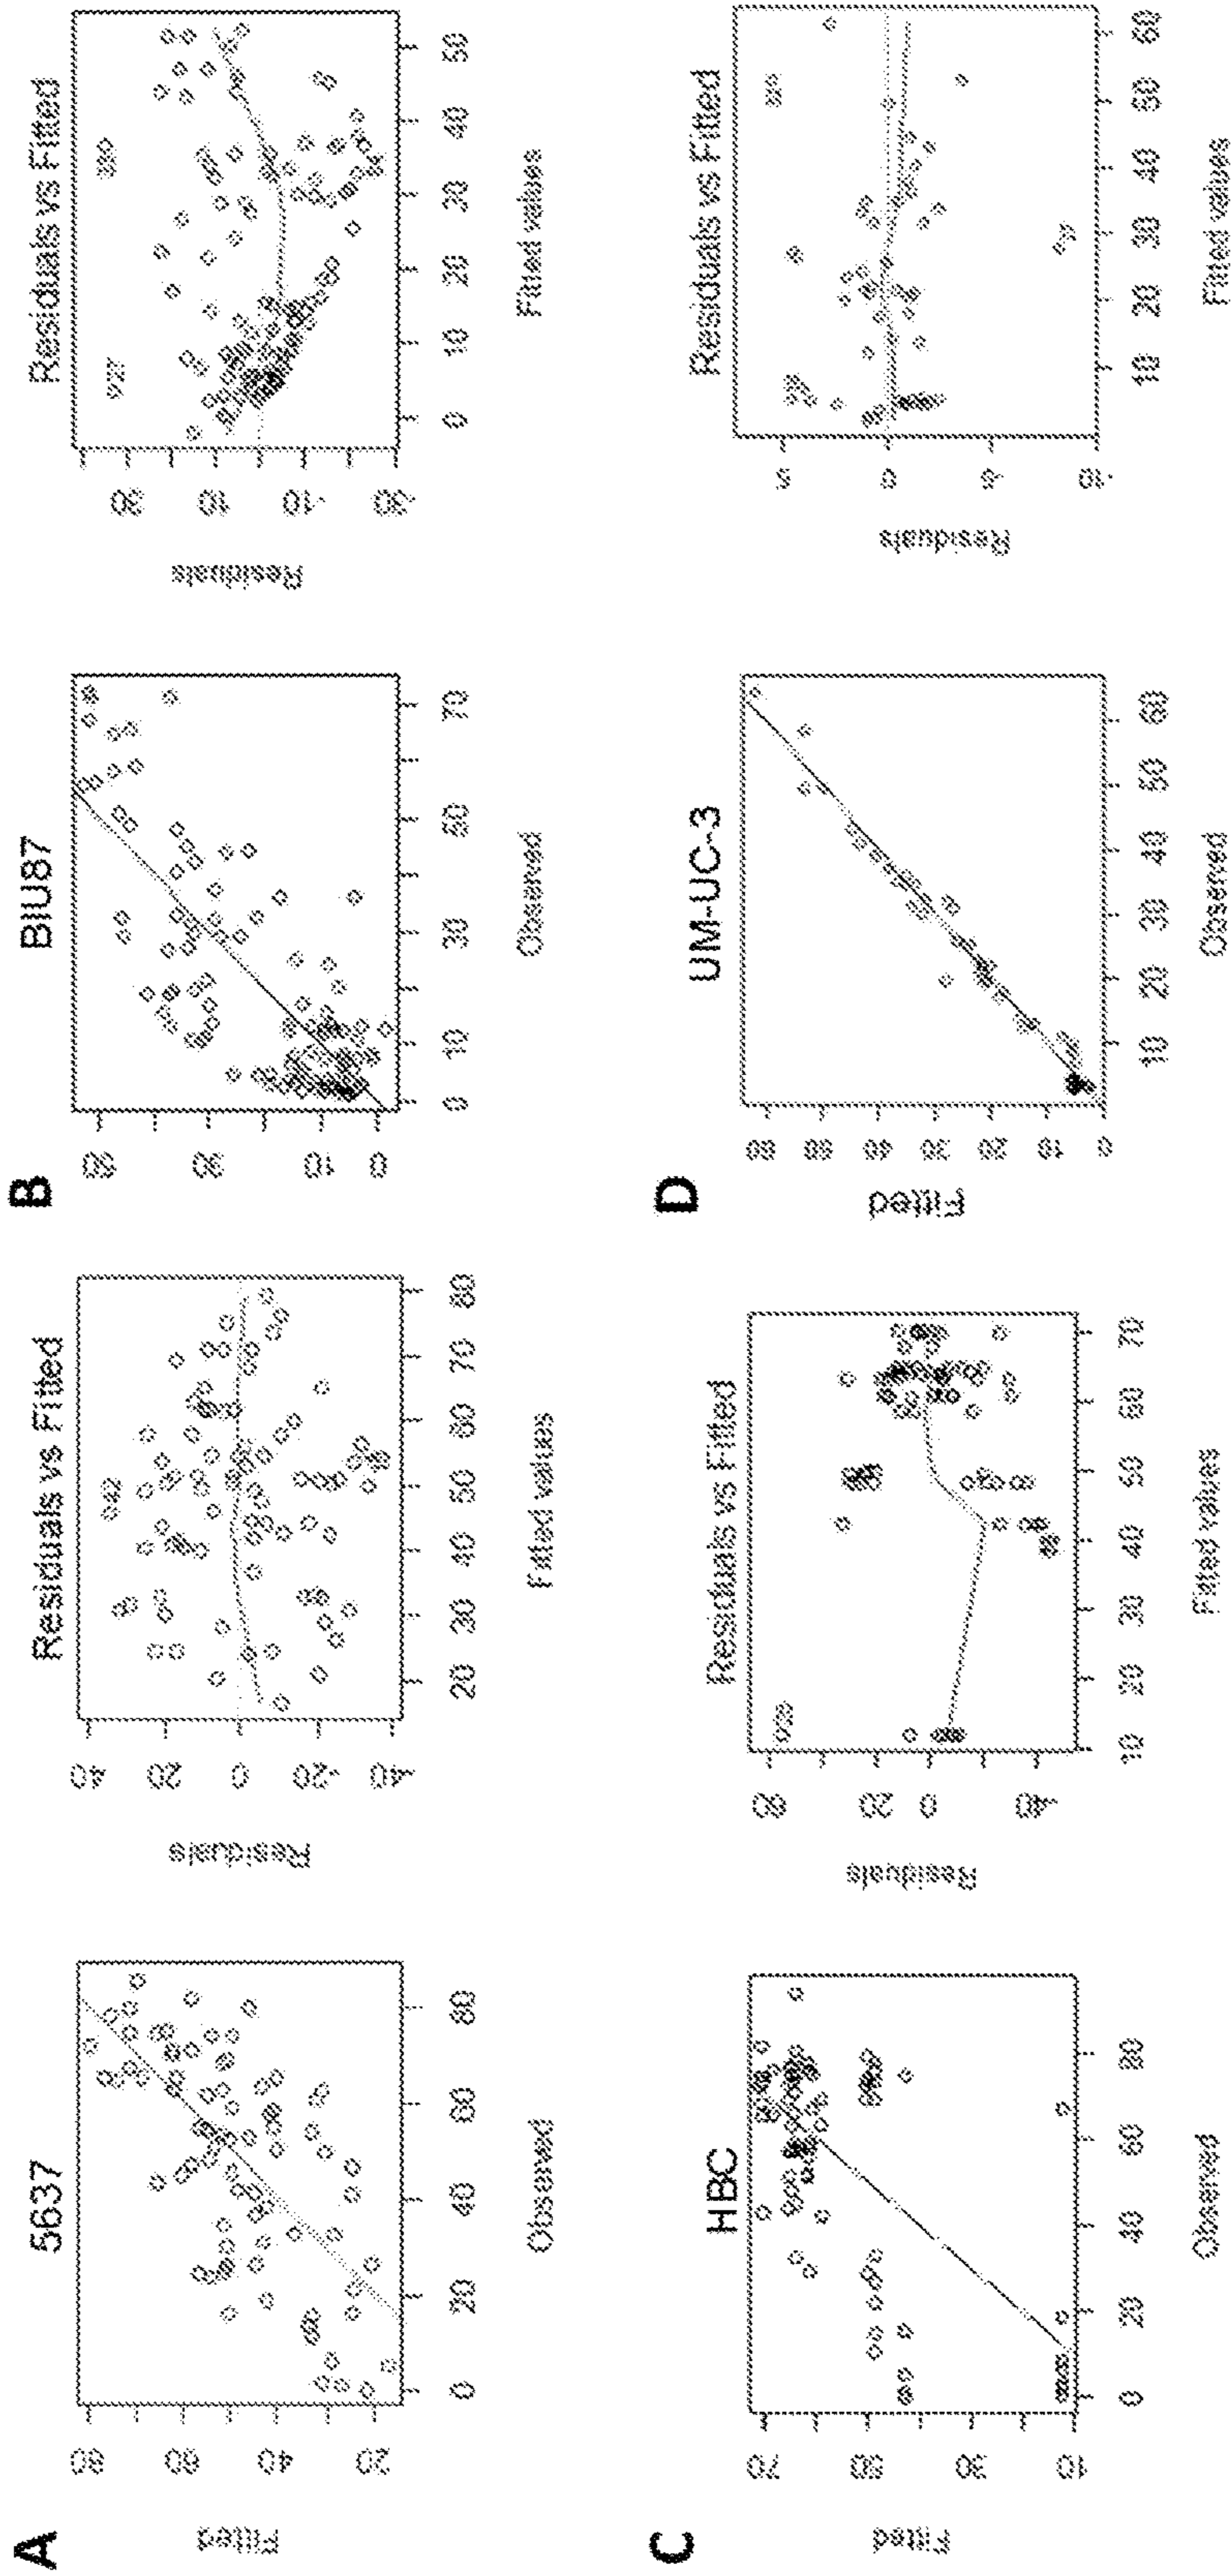 A
5637
Fitted
80
60
40
20
0 20 40 60 80
Observed
Residuals vs Fitted
Residuals
40
20
0
-20
-40
20 30 40 50 60 70 80
Fitted values
B
BIU87
50
30
10
0
0 10 30 50 70
Observed
Residuals vs Fitted
Residuals
30
10
-10
-30
0 10 20 30 40 50
Fitted values
C
HBC
Fitted
70
50
30
10
0 20 40 60 80
Observed
Residuals vs Fitted
Residuals
60
20
0
-40
10 20 30 40 50 60 70
Fitted values
D
UM-UC-3
Fitted
60
50
40
30
20
10
0
10 20 30 40 50 60
Observed
Residuals vs Fitted
Residuals
5
0
-5
-10
10 20 30 40 50 60
Fitted values